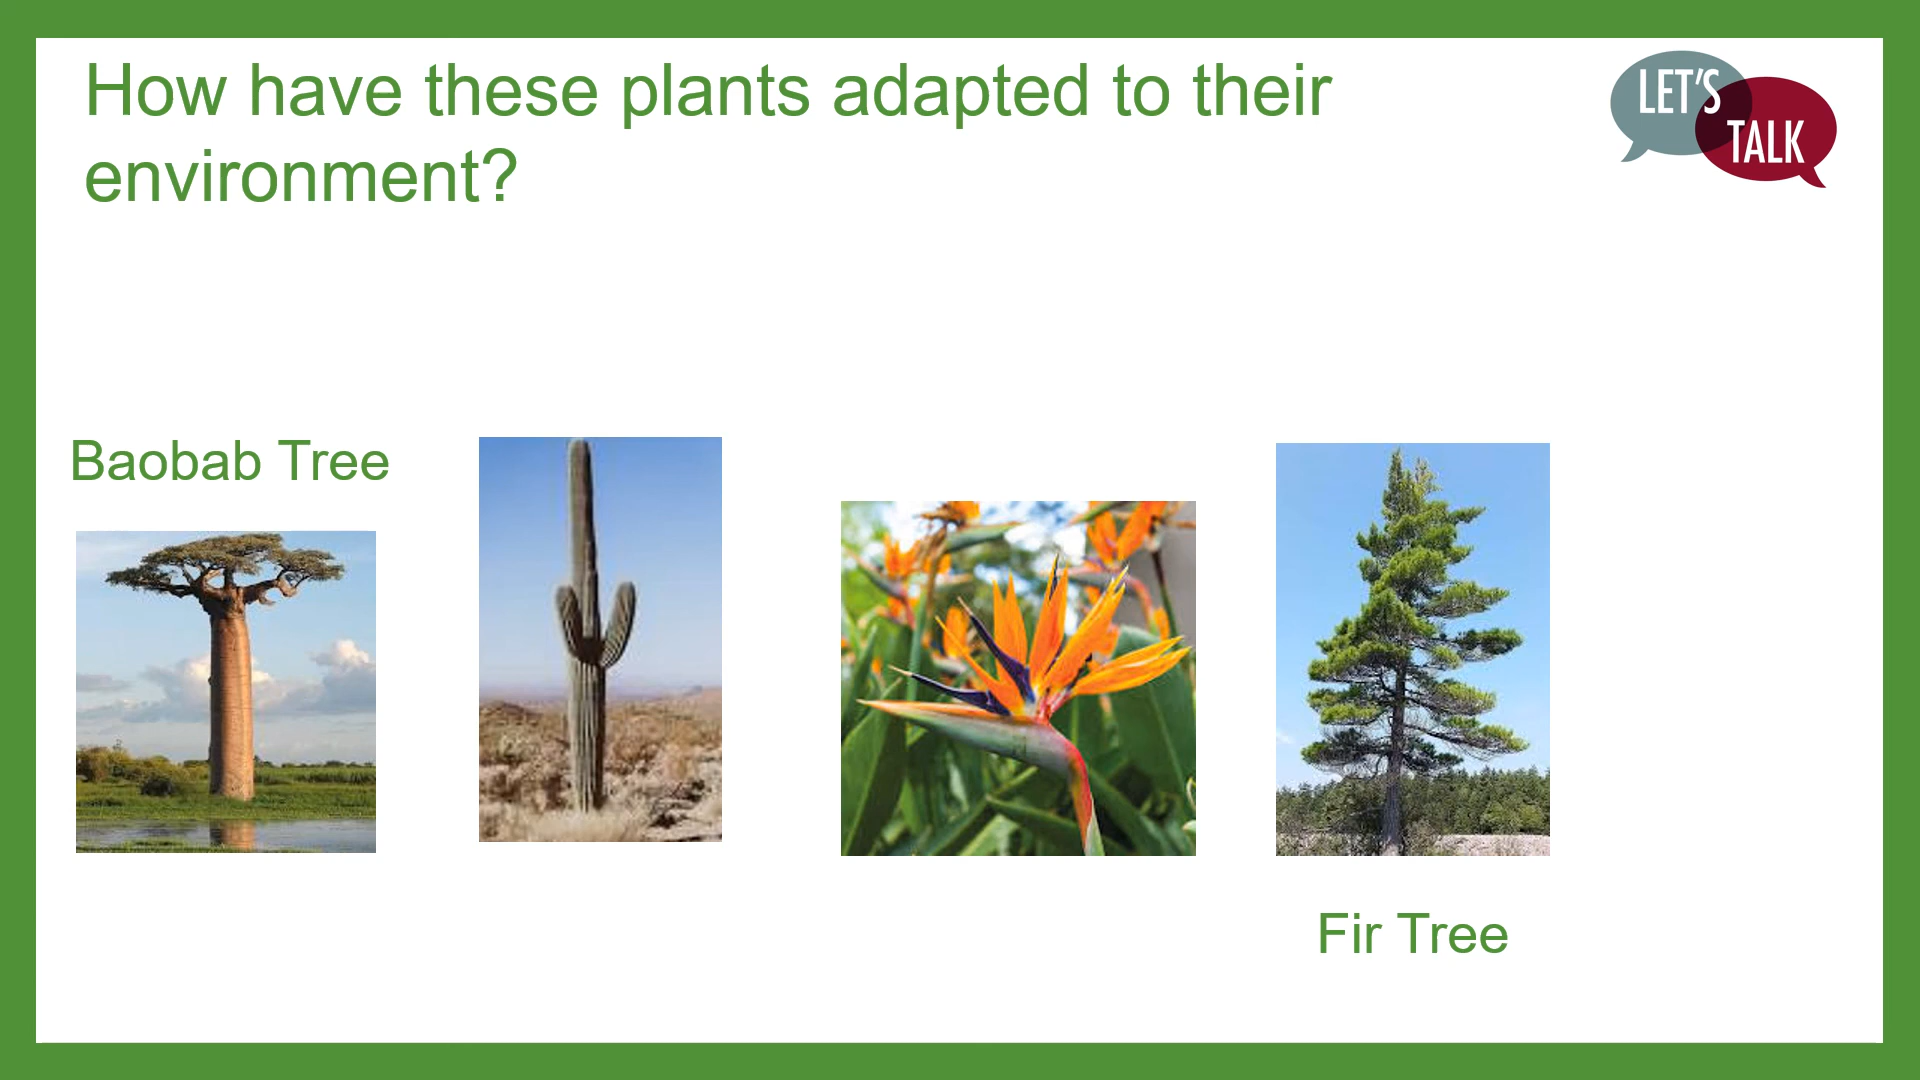 How have these plants adapted to their
environment?
LET'S
TALK
Baobab Tree
Fir Tree